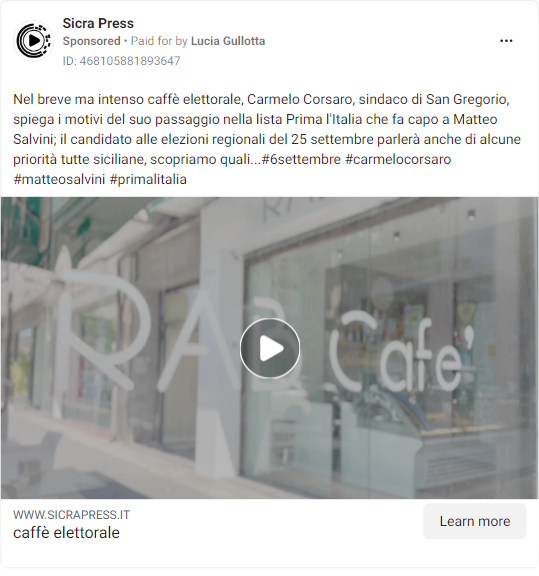 Sicra Press
Sponsored • Paid for by Lucia Gullotta
ID: 468105881893647
Nel breve ma intenso caffè elettorale, Carmelo Corsaro, sindaco di San Gregorio,
spiega i motivi del suo passaggio nella lista Prima l'Italia che fa capo a Matteo
Salvini; il candidato alle elezioni regionali del 25 settembre parlerà anche di alcune
priorità tutte siciliane, scopriamo quali...#6settembre #carmelocorsaro
#matteosalvini #primalitalia
Cafe'
WWW.SICRAPRESS.IT
caffè elettorale
Learn more